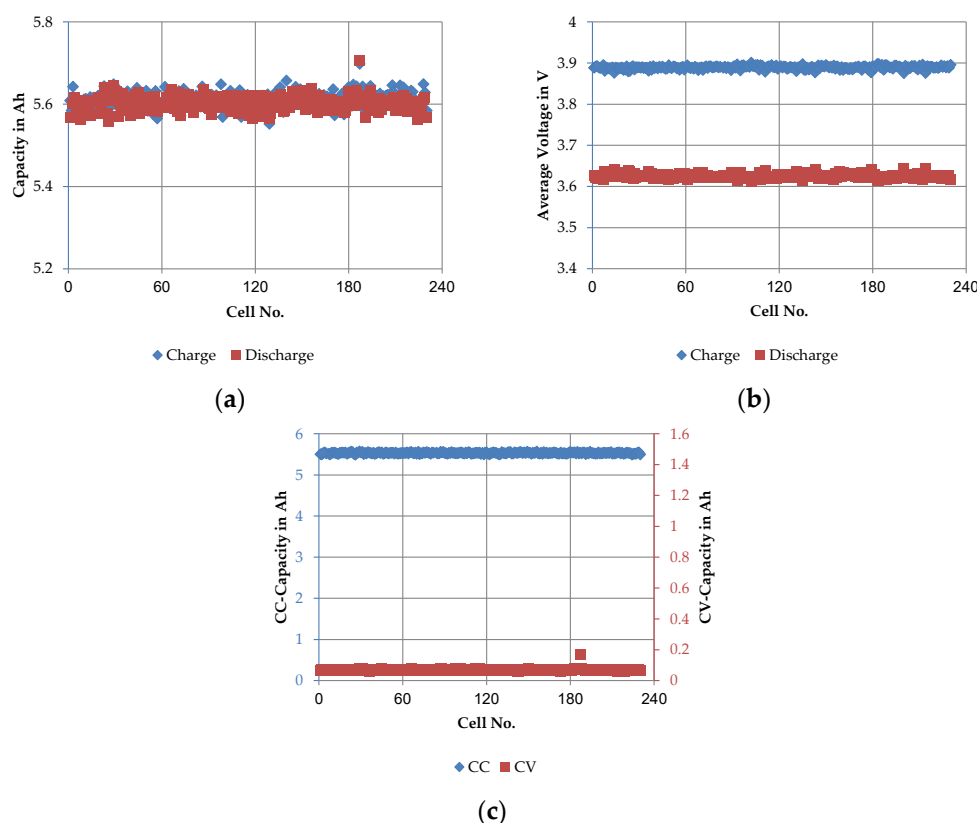 5.8
5.6
5.4
5.2
Capacity in Ah
0 60 120 180 240
Cell No.
Charge Discharge
(a)
4
3.9
3.8
3.7
3.6
3.5
3.4
Average Voltage in V
0 60 120 180 240
Cell No.
Charge Discharge
(b)
6
5
4
3
2
1
0
CC-Capacity in Ah
1.6
1.4
1.2
1
0.8
0.6
0.4
0.2
0
CV-Capacity in Ah
0 60 120 180 240
Cell No.
CC CV
(c)